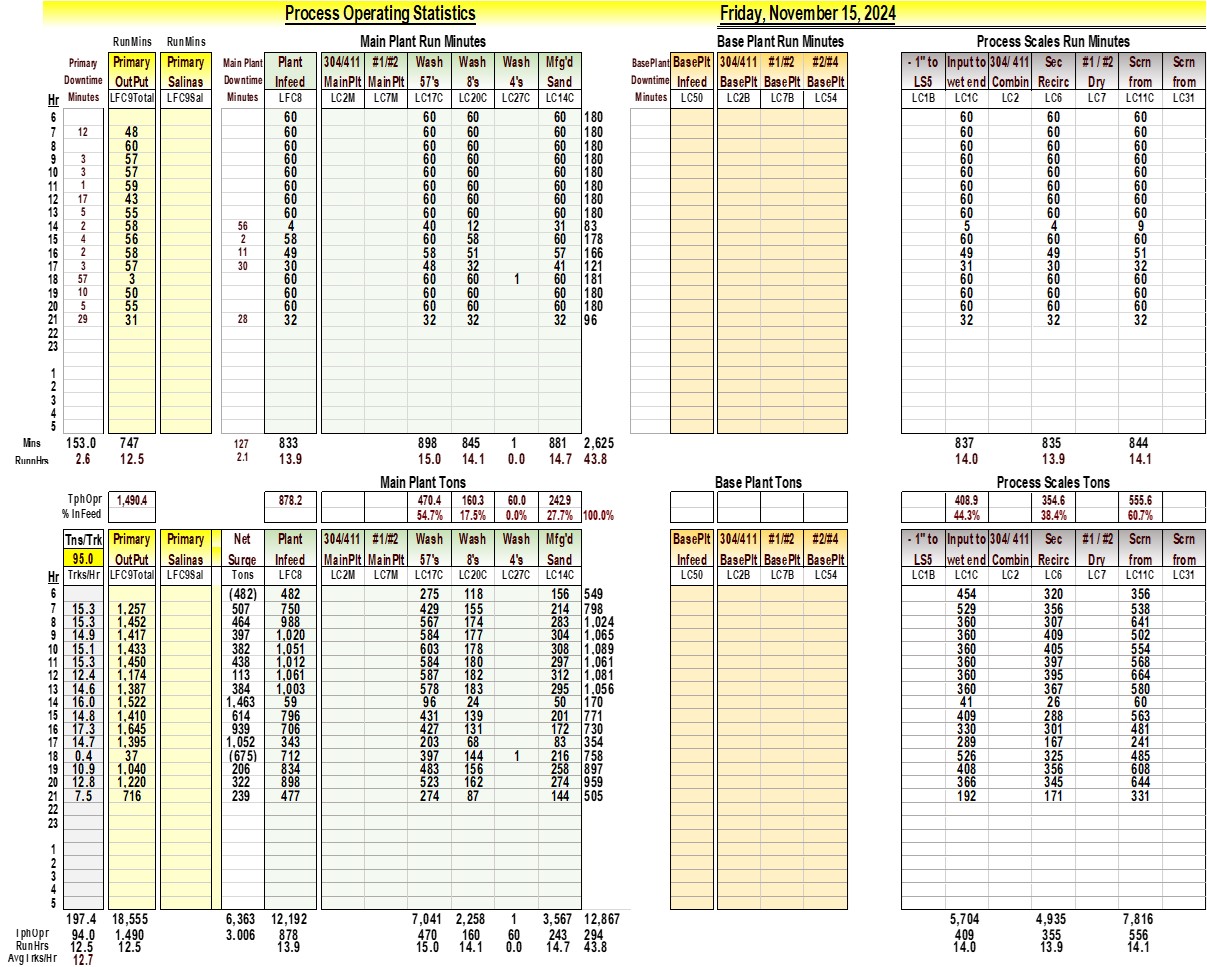 Process Operating Statistics Friday, November 15, 2024
RunMins RunMins Main Plant Run Minutes Base Plant Run Minutes Process Scales Run Minutes
Primary Primary Primary Main Plant Plant 304/411 #1/#2 Wash Wash Wash Mfg'd BasePlant BasePlt 304/411 #1/#2 #2/#4 - 1" to Input to 304/ 411 Sec #1 / #2 Scrn Scrn
Downtime OutPut Salinas Downtime Infeed MainPlt MainPlt 57's 8's 4's Sand Downtime Infeed BasePlt BasePlt BasePlt LS5 wet end Combin Recirc Dry from from
Hr Minutes LFC9Total LFC9Sal Minutes LFC8 LC2M LC7M LC17C LC20C LC27C LC14C Minutes LC50 LC2B LC7B LC54 LC1B LC1C LC2 LC6 LC7 LC11C LC31
6 60 60 60 60 180 60 60 60
7 12 48 60 60 60 60 180 60 60 60
8 60 60 60 60 60 180 60 60 60
9 3 57 60 60 60 60 180 60 60 60
10 3 57 60 60 60 60 180 60 60 60
11 1 59 60 60 60 60 180 60 60 60
12 17 43 60 60 60 60 180 60 60 60
13 5 55 60 60 60 60 180 60 60 60
14 2 58 56 4 40 12 31 83 5 4 9
15 4 56 2 58 60 58 60 178 60 60 60
16 2 58 11 49 58 51 57 166 49 49 51
17 3 57 30 30 48 32 41 121 31 30 32
18 57 3 60 60 60 1 60 181 60 60 60
19 10 50 60 60 60 60 180 60 60 60
20 5 55 60 60 60 60 180 60 60 60
21 29 31 28 32 32 32 32 96 32 32 32
22
23
1
2
3
4
5
Mins 153.0 747 127 833 898 845 1 881 2,625 837 835 844
RunnHrs 2.6 12.5 2.1 13.9 15.0 14.1 0.0 14.7 43.8 14.0 13.9 14.1
Main Plant Tons Base Plant Tons Process Scales Tons
TphOpr 1,490.4 878.2 470.4 160.3 60.0 242.9 408.9 354.6 555.6
% InFeed 54.7% 17.5% 0.0% 27.7% 100.0% 44.3% 38.4% 60.7%
Tns/Trk Primary Primary Net Plant 304/411 #1/#2 Wash Wash Wash Mfg'd BasePlt 304/411 #1/#2 #2/#4 - 1" to Input to 304/ 411 Sec #1 / #2 Scrn Scrn
95.0 OutPut Salinas Surge Infeed MainPlt MainPlt 57's 8's 4's Sand Infeed BasePlt BasePlt BasePlt LS5 wet end Combin Recirc Dry from from
Hr Trks/Hr LFC9Total LFC9Sal Tons LFC8 LC2M LC7M LC17C LC20C LC27C LC14C LC50 LC2B LC7B LC54 LC1B LC1C LC2 LC6 LC7 LC11C LC31
6 (482) 482 275 118 156 549 454 320 356
7 15.3 1,257 507 750 429 155 214 798 529 356 538
8 15.3 1,452 464 988 567 174 283 1,024 360 307 641
9 14.9 1,417 397 1,020 584 177 304 1,065 360 409 502
10 15.1 1,433 382 1,051 603 178 308 1,089 360 405 554
11 15.3 1,450 438 1,012 584 180 297 1,061 360 397 568
12 12.4 1,174 113 1,061 587 182 312 1,081 360 395 664
13 14.6 1,387 384 1,003 578 183 295 1,056 360 367 580
14 16.0 1,522 1,463 59 96 24 50 170 41 26 60
15 14.8 1,410 614 796 431 139 201 771 409 288 563
16 17.3 1,645 939 706 427 131 172 730 330 301 481
17 14.7 1,395 1,052 343 203 68 83 354 289 167 241
18 0.4 37 (675) 712 397 144 1 216 758 526 325 485
19 10.9 1,040 206 834 483 156 258 897 408 356 608
20 12.8 1,220 322 898 523 162 274 959 366 345 644
21 7.5 716 239 477 274 87 144 505 192 171 331
22
23
1
2
3
4
5
197.4 18,555 6,363 12,192 7,041 2,258 1 3,567 12,867 5,704 4,935 7,816
TphOpr 94.0 1,490 3.006 878 470 160 60 243 294 409 355 556
RunHrs 12.5 12.5 13.9 15.0 14.1 0.0 14.7 43.8 14.0 13.9 14.1
Avg Trks/Hr 12.7